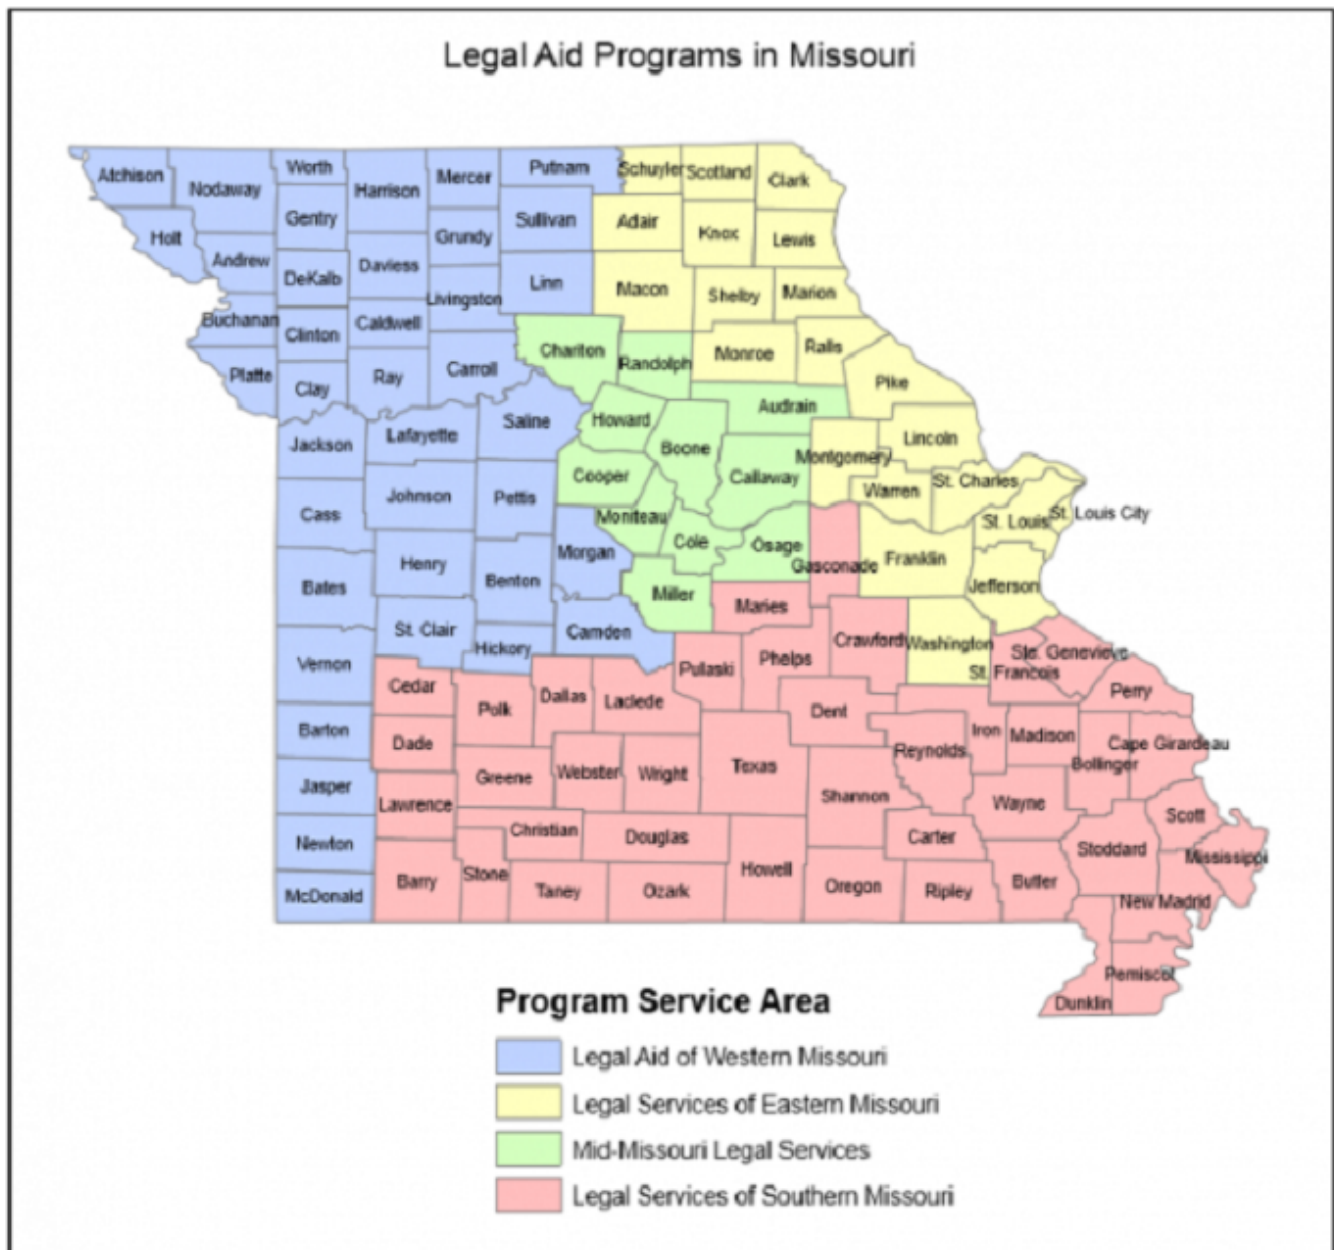 Legal Aid Programs in Missouri
Atchison
Nodaway
Worth
Harrison
Mercer
Putnam
Schuyler
Scotland
Clark
Holt
Gentry
Sullivan
Adair
Knox
Lewis
Andrew
DeKalb
Daviess
Grundy
Linn
Macon
Shelby
Marion
Livingston
Buchanan
Clinton
Caldwell
Chariton
Randolph
Monroe
Ralls
Platte
Clay
Ray
Carroll
Pike
Audrain
Jackson
Lafayette
Saline
Howard
Boone
Lincoln
Montgomery
Cooper
Callaway
Warren
St. Charles
Cass
Johnson
Pettis
Moniteau
St. Louis
St. Louis City
Cole
Osage
Morgan
Gasconade
Franklin
Bates
Henry
Benton
Miller
Jefferson
Maries
St. Clair
Hickory
Camden
Crawford
Washington
Vernon
Pulaski
Phelps
Ste. Genevieve
St. Francois
Cedar
Polk
Dallas
Laclede
Dent
Perry
Barton
Dade
Reynolds
Iron
Madison
Cape Girardeau
Bollinger
Jasper
Greene
Webster
Wright
Texas
Lawrence
Shannon
Wayne
Scott
Newton
Christian
Douglas
Carter
Stoddard
Mississippi
McDonald
Barry
Stone
Taney
Ozark
Howell
Oregon
Ripley
Butler
New Madrid
Pemiscot
Dunklin
Program Service Area
Legal Aid of Western Missouri
Legal Services of Eastern Missouri
Mid-Missouri Legal Services
Legal Services of Southern Missouri